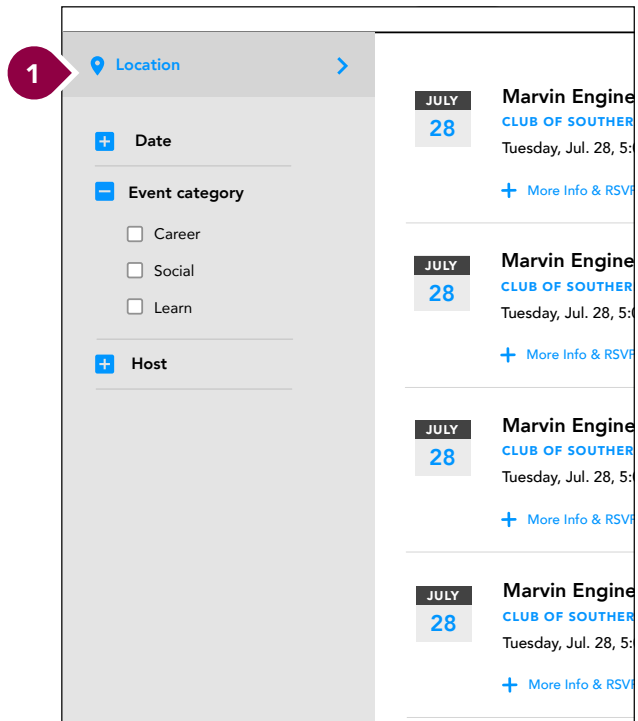 1
Location
Date
Event category
Career
Social
Learn
Host
JULY
28
Marvin Engine
CLUB OF SOUTHER
Tuesday, Jul. 28, 5:
More Info & RSVP
JULY
28
Marvin Engine
CLUB OF SOUTHER
Tuesday, Jul. 28, 5:
More Info & RSVP
JULY
28
Marvin Engine
CLUB OF SOUTHER
Tuesday, Jul. 28, 5:
More Info & RSVP
JULY
28
Marvin Engine
CLUB OF SOUTHER
Tuesday, Jul. 28, 5:
More Info & RSVP